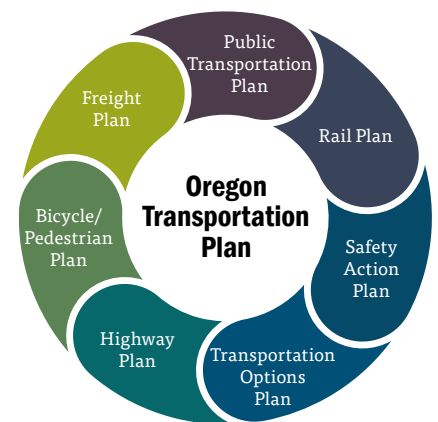 Public
Transportation
Plan
Rail Plan
Safety
Action
Plan
Transportation
Options
Plan
Highway
Plan
Bicycle/
Pedestrian
Plan
Freight
Plan
Oregon
Transportation
Plan